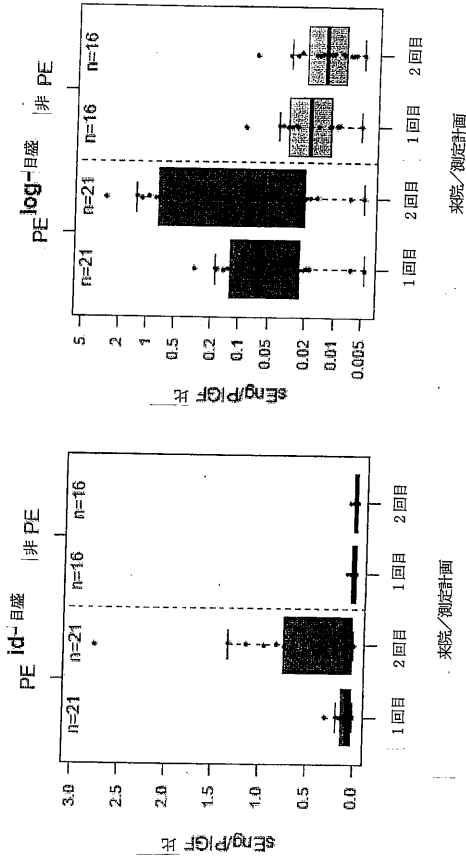 id-目盛
PE
非 PE
n=21
n=21
n=16
n=16
sEng/PlGF 比
3.0
2.5
2.0
1.5
1.0
0.5
0.0
1回目
2回目
1回目
2回目
来院/測定計画
log-目盛
PE
非 PE
n=21
n=21
n=16
n=16
sEng/PlGF 比
5
2
1
0.5
0.2
0.1
0.05
0.02
0.01
0.005
1回目
2回目
1回目
2回目
来院/測定計画